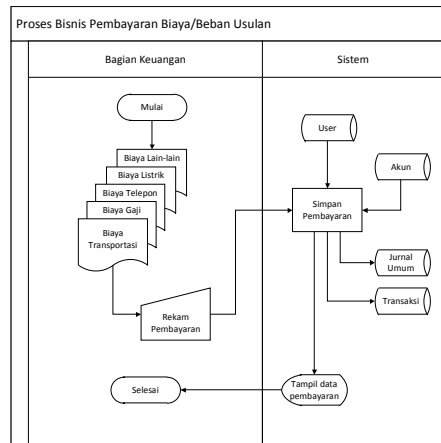 Proses Bisnis Pembayaran Biaya/Beban Usulan
Bagian Keuangan
Sistem
Mulai
Biaya Lain-lain
Biaya Listrik
Biaya Telepon
Biaya Gaji
Biaya
Transportasi
Rekam
Pembayaran
Selesai
User
Akun
Simpan
Pembayaran
Jurnal
Umum
Transaksi
Tampil data
pembayaran